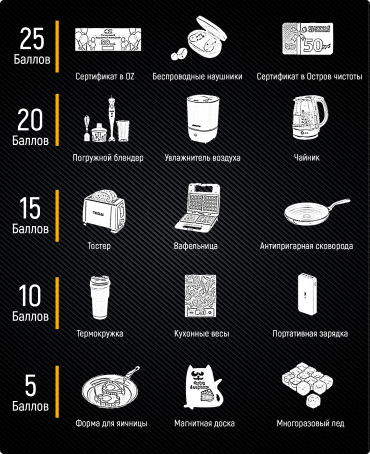 25
Баллов
Сертификат в OZ
Беспроводные наушники
Сертификат в Остров чистоты
50
20
Баллов
Погружной блендер
Увлажнитель воздуха
Чайник
15
Баллов
Тостер
Вафельница
Антипригарная сковорода
10
Баллов
Термокружка
Кухонные весы
Портативная зарядка
5
Баллов
Форма для яичницы
Магнитная доска
Многоразовый лед